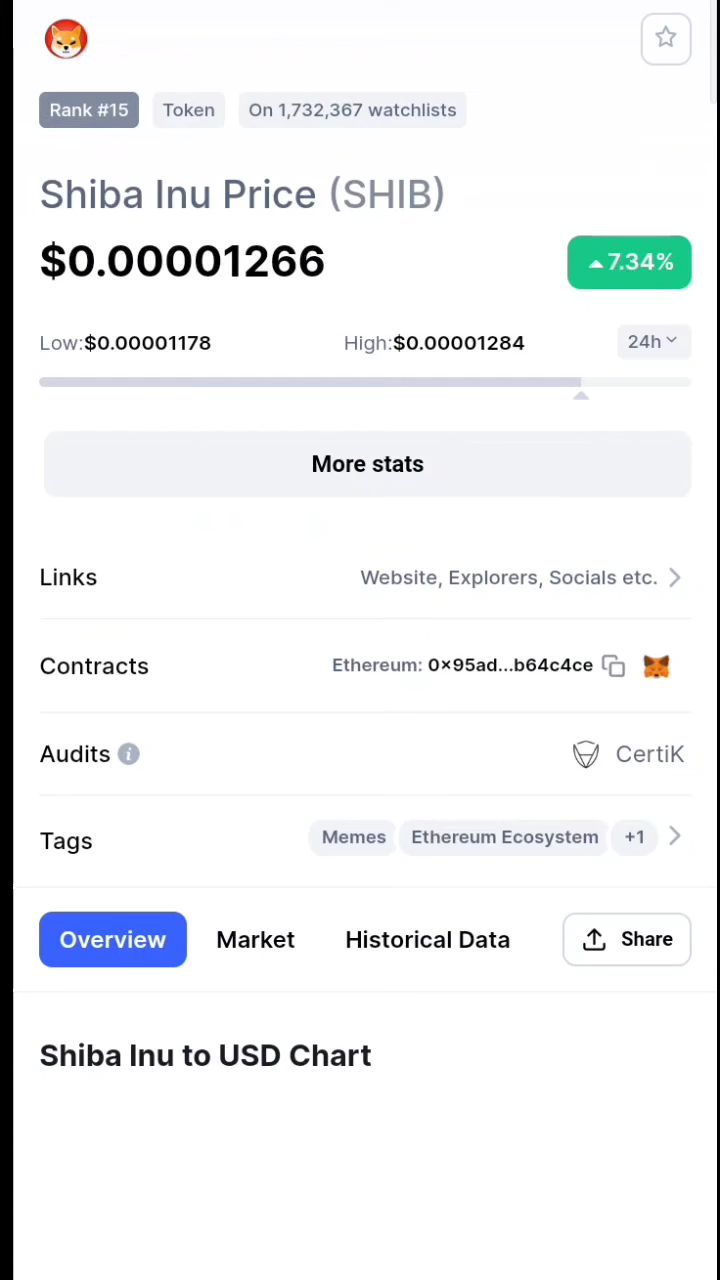 Rank #15 Token On 1,732,367 watchlists
Shiba Inu Price (SHIB)
$0.00001266 7.34%
Low:$0.00001178 High:$0.00001284 24h
More stats
Links Website, Explorers, Socials etc.
Contracts Ethereum: 0x95ad...b64c4ce
Audits i CertiK
Tags Memes Ethereum Ecosystem +1
Overview Market Historical Data Share
Shiba Inu to USD Chart